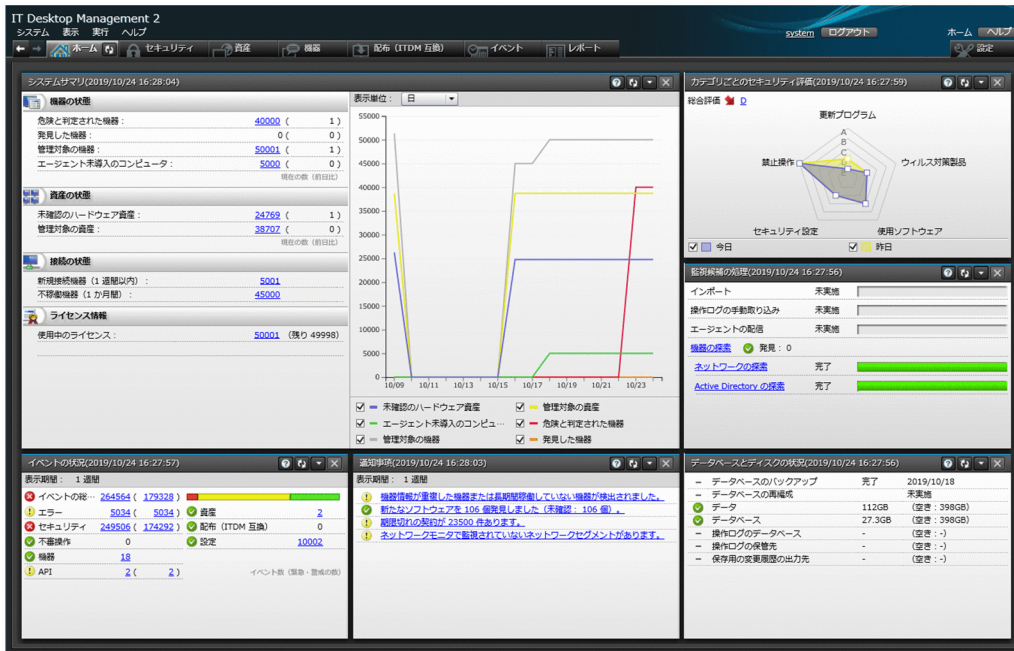 IT Desktop Management 2
システム 表示 実行 ヘルプ
system ログアウト ホーム ヘルプ
ホーム セキュリティ 資産 機器 配布 (ITDM 互換) イベント レポート 設定
システムサマリ(2019/10/24 16:28:04)
機器の状態
危険と判定された機器: 40000 ( 1)
発見した機器: 0 ( 0)
管理対象の機器: 50001 ( 1)
エージェント未導入のコンピュータ: 5000 ( 0)
現在の数 (前日比)
資産の状態
未確認のハードウェア資産: 24769 ( 1)
管理対象の資産: 38707 ( 0)
現在の数 (前日比)
接続の状態
新規接続機器 (1 週間以内) : 5001
不稼働機器 (1 か月間) : 45000
ライセンス情報
使用中のライセンス: 50001 (残り 49998)
表示単位: 日
55000
50000
45000
40000
35000
30000
25000
20000
15000
10000
5000
0
10/09 10/11 10/13 10/15 10/17 10/19 10/21 10/23
未確認のハードウェア資産 管理対象の資産
エージェント未導入のコンピュ… 危険と判定された機器
管理対象の機器 発見した機器
カテゴリごとのセキュリティ評価(2019/10/24 16:27:59)
総合評価 D
更新プログラム
A
B
C
D
E
禁止操作 ウィルス対策製品
セキュリティ設定 使用ソフトウェア
今日 昨日
監視候補の処理(2019/10/24 16:27:56)
インポート 未実施
操作ログの手動取り込み 未実施
エージェントの配信 未実施
機器の探索 発見: 0
ネットワークの探索 完了
Active Directory の探索 完了
イベントの状況(2019/10/24 16:27:57)
表示期間: 1 週間
イベントの総… 264564 ( 179328 )
エラー 5034 ( 5034 ) 資産 2
セキュリティ 249506 ( 174292 ) 配布 (ITDM 互換) 0
不審操作 0 設定 10002
機器 18
API 2 ( 2 ) イベント数 (緊急・警戒の数)
通知事項(2019/10/24 16:28:03)
表示期間: 1 週間
機器情報が重複した機器または長期間稼働していない機器が検出されました。
新たなソフトウェアを 106 個発見しました (未確認: 106 個) 。
期限切れの契約が 23500 件あります。
ネットワークモニタで監視されていないネットワークセグメントがあります。
データベースとディスクの状況(2019/10/24 16:27:56)
データベースのバックアップ 完了 2019/10/18
データベースの再編成 未実施
データ 112GB (空き: 398GB)
データベース 27.3GB (空き: 398GB)
操作ログのデータベース - (空き: -)
操作ログの保管先 - (空き: -)
保存用の変更履歴の出力先 - (空き: -)